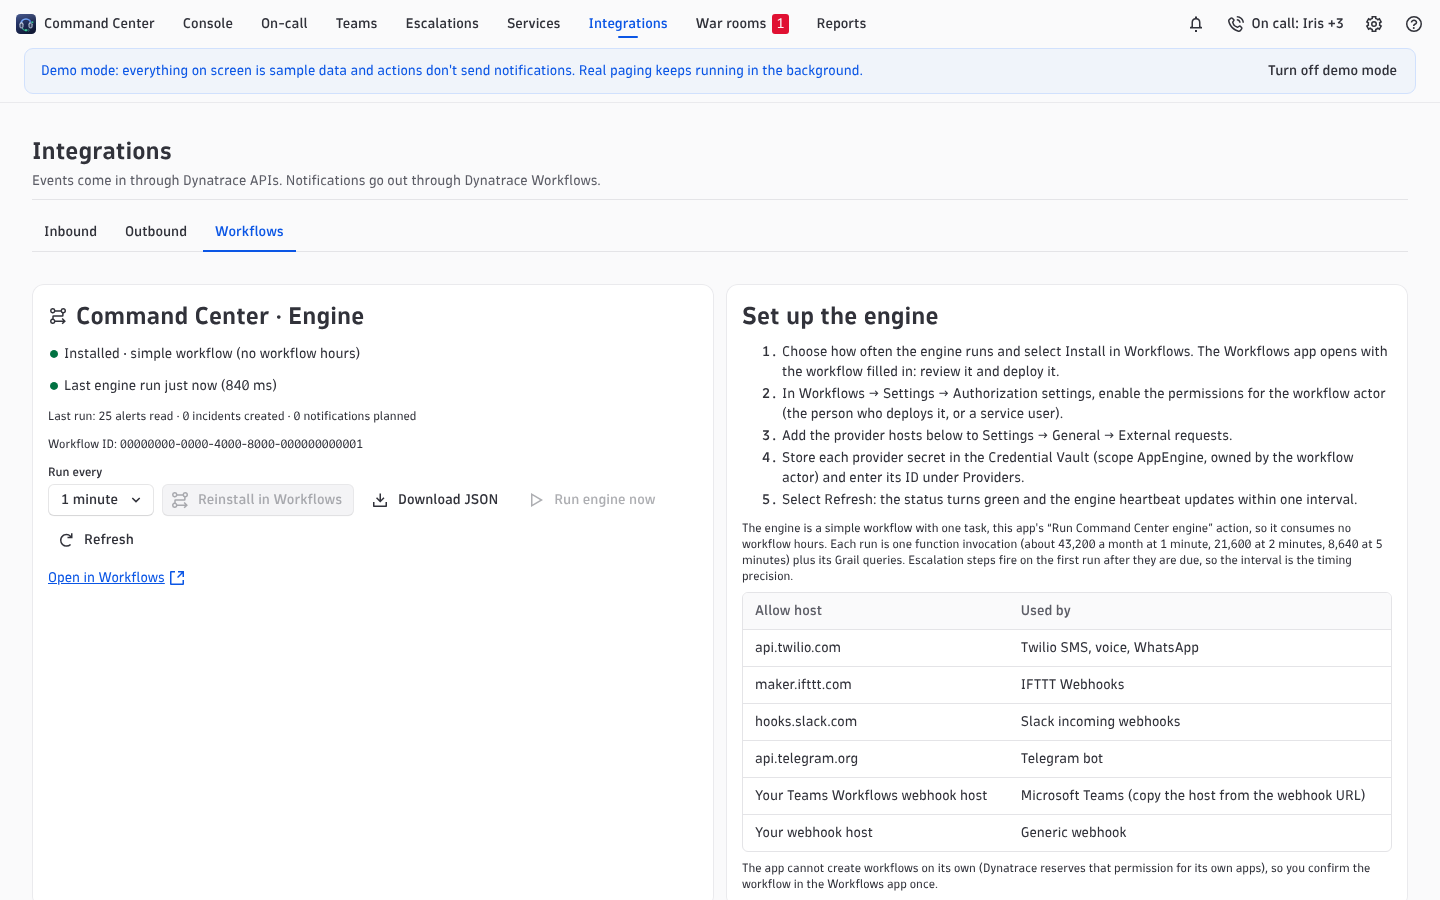 Command Center
Console
On-call
Teams
Escalations
Services
Integrations
War rooms 1
Reports
On call: Iris +3
Demo mode: everything on screen is sample data and actions don't send notifications. Real paging keeps running in the background.
Turn off demo mode
Integrations
Events come in through Dynatrace APIs. Notifications go out through Dynatrace Workflows.
Inbound
Outbound
Workflows
Command Center · Engine
Installed · simple workflow (no workflow hours)
Last engine run just now (840 ms)
Last run: 25 alerts read · 0 incidents created · 0 notifications planned
Workflow ID: 00000000-0000-4000-8000-000000000001
Run every
1 minute
Reinstall in Workflows
Download JSON
Run engine now
Refresh
Open in Workflows
Set up the engine
1. Choose how often the engine runs and select Install in Workflows. The Workflows app opens with
the workflow filled in: review it and deploy it.
2. In Workflows → Settings → Authorization settings, enable the permissions for the workflow actor
(the person who deploys it, or a service user).
3. Add the provider hosts below to Settings → General → External requests.
4. Store each provider secret in the Credential Vault (scope AppEngine, owned by the workflow
actor) and enter its ID under Providers.
5. Select Refresh: the status turns green and the engine heartbeat updates within one interval.
The engine is a simple workflow with one task, this app's “Run Command Center engine” action, so it consumes no
workflow hours. Each run is one function invocation (about 43,200 a month at 1 minute, 21,600 at 2 minutes, 8,640 at 5
minutes) plus its Grail queries. Escalation steps fire on the first run after they are due, so the interval is the timing
precision.
Allow host
Used by
api.twilio.com
Twilio SMS, voice, WhatsApp
maker.ifttt.com
IFTTT Webhooks
hooks.slack.com
Slack incoming webhooks
api.telegram.org
Telegram bot
Your Teams Workflows webhook host
Microsoft Teams (copy the host from the webhook URL)
Your webhook host
Generic webhook
The app cannot create workflows on its own (Dynatrace reserves that permission for its own apps), so you confirm the
workflow in the Workflows app once.